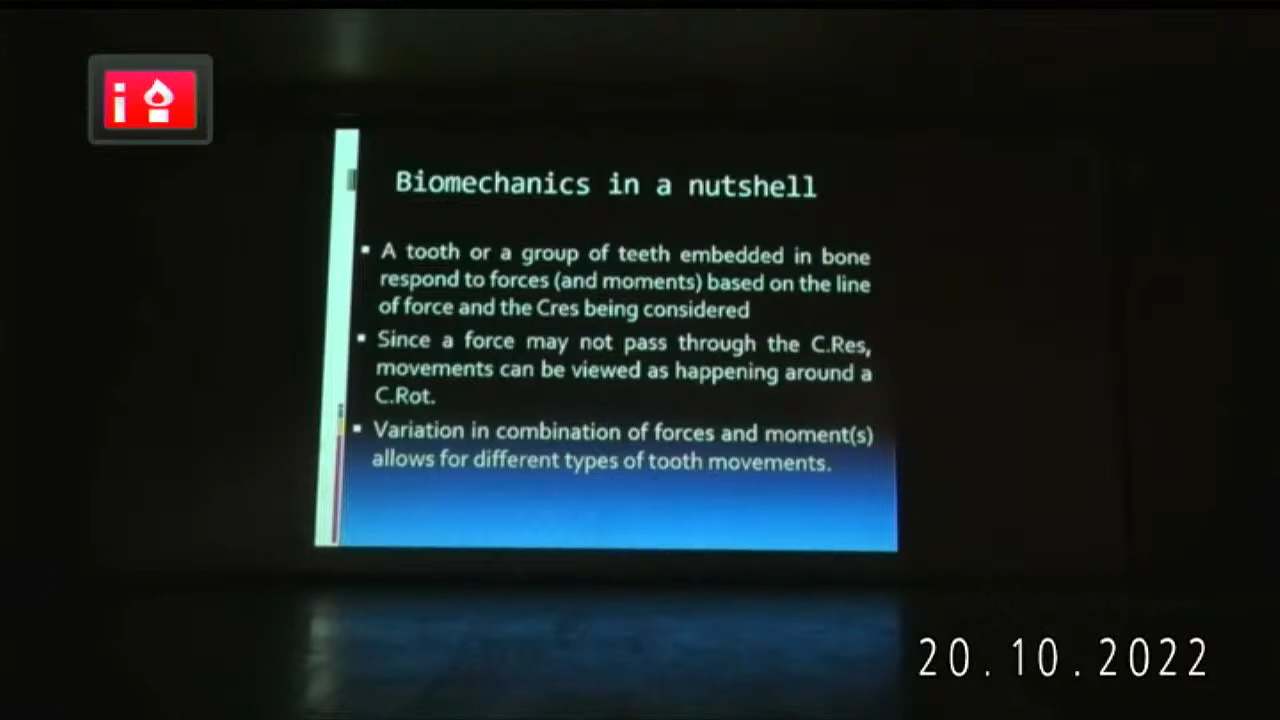 Biomechanics in a nutshell
▪ A tooth or a group of teeth embedded in bone
respond to forces (and moments) based on the line
of force and the Cres being considered
▪ Since a force may not pass through the C.Res,
movements can be viewed as happening around a
C.Rot.
▪ Variation in combination of forces and moment(s)
allows for different types of tooth movements.
20.10.2022